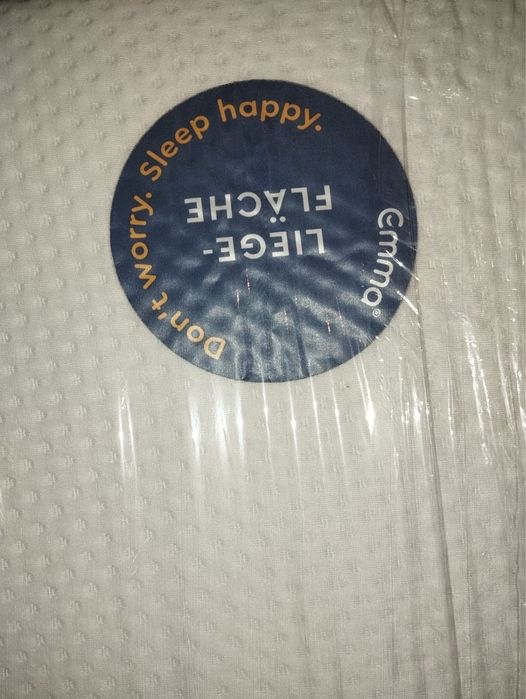 Don't worry. Sleep happy.
LIEGE-
FLÄCHE
emma®